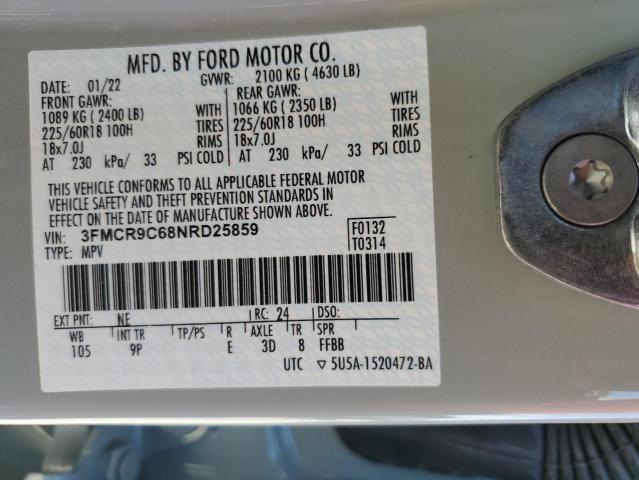 MFD. BY FORD MOTOR CO.
DATE: 01/22 GVWR: 2100 KG ( 4630 LB)
FRONT GAWR: REAR GAWR:
1089 KG ( 2400 LB) WITH 1066 KG ( 2350 LB) WITH
225/60R18 100H TIRES 225/60R18 100H TIRES
18x7.0J RIMS 18x7.0J RIMS
AT 230 kPa/ 33 PSI COLD AT 230 kPa/ 33 PSI COLD
THIS VEHICLE CONFORMS TO ALL APPLICABLE FEDERAL MOTOR
VEHICLE SAFETY AND THEFT PREVENTION STANDARDS IN
EFFECT ON THE DATE OF MANUFACTURE SHOWN ABOVE.
VIN: 3FMCR9C68NRD25859 F0132
TYPE: MPV T0314
EXT PNT: NE RC: 24 DSO:
WB INT TR TP/PS R AXLE TR SPR
105 9P E 3D 8 FFBB
UTC ▽ 5U5A-1520472-BA